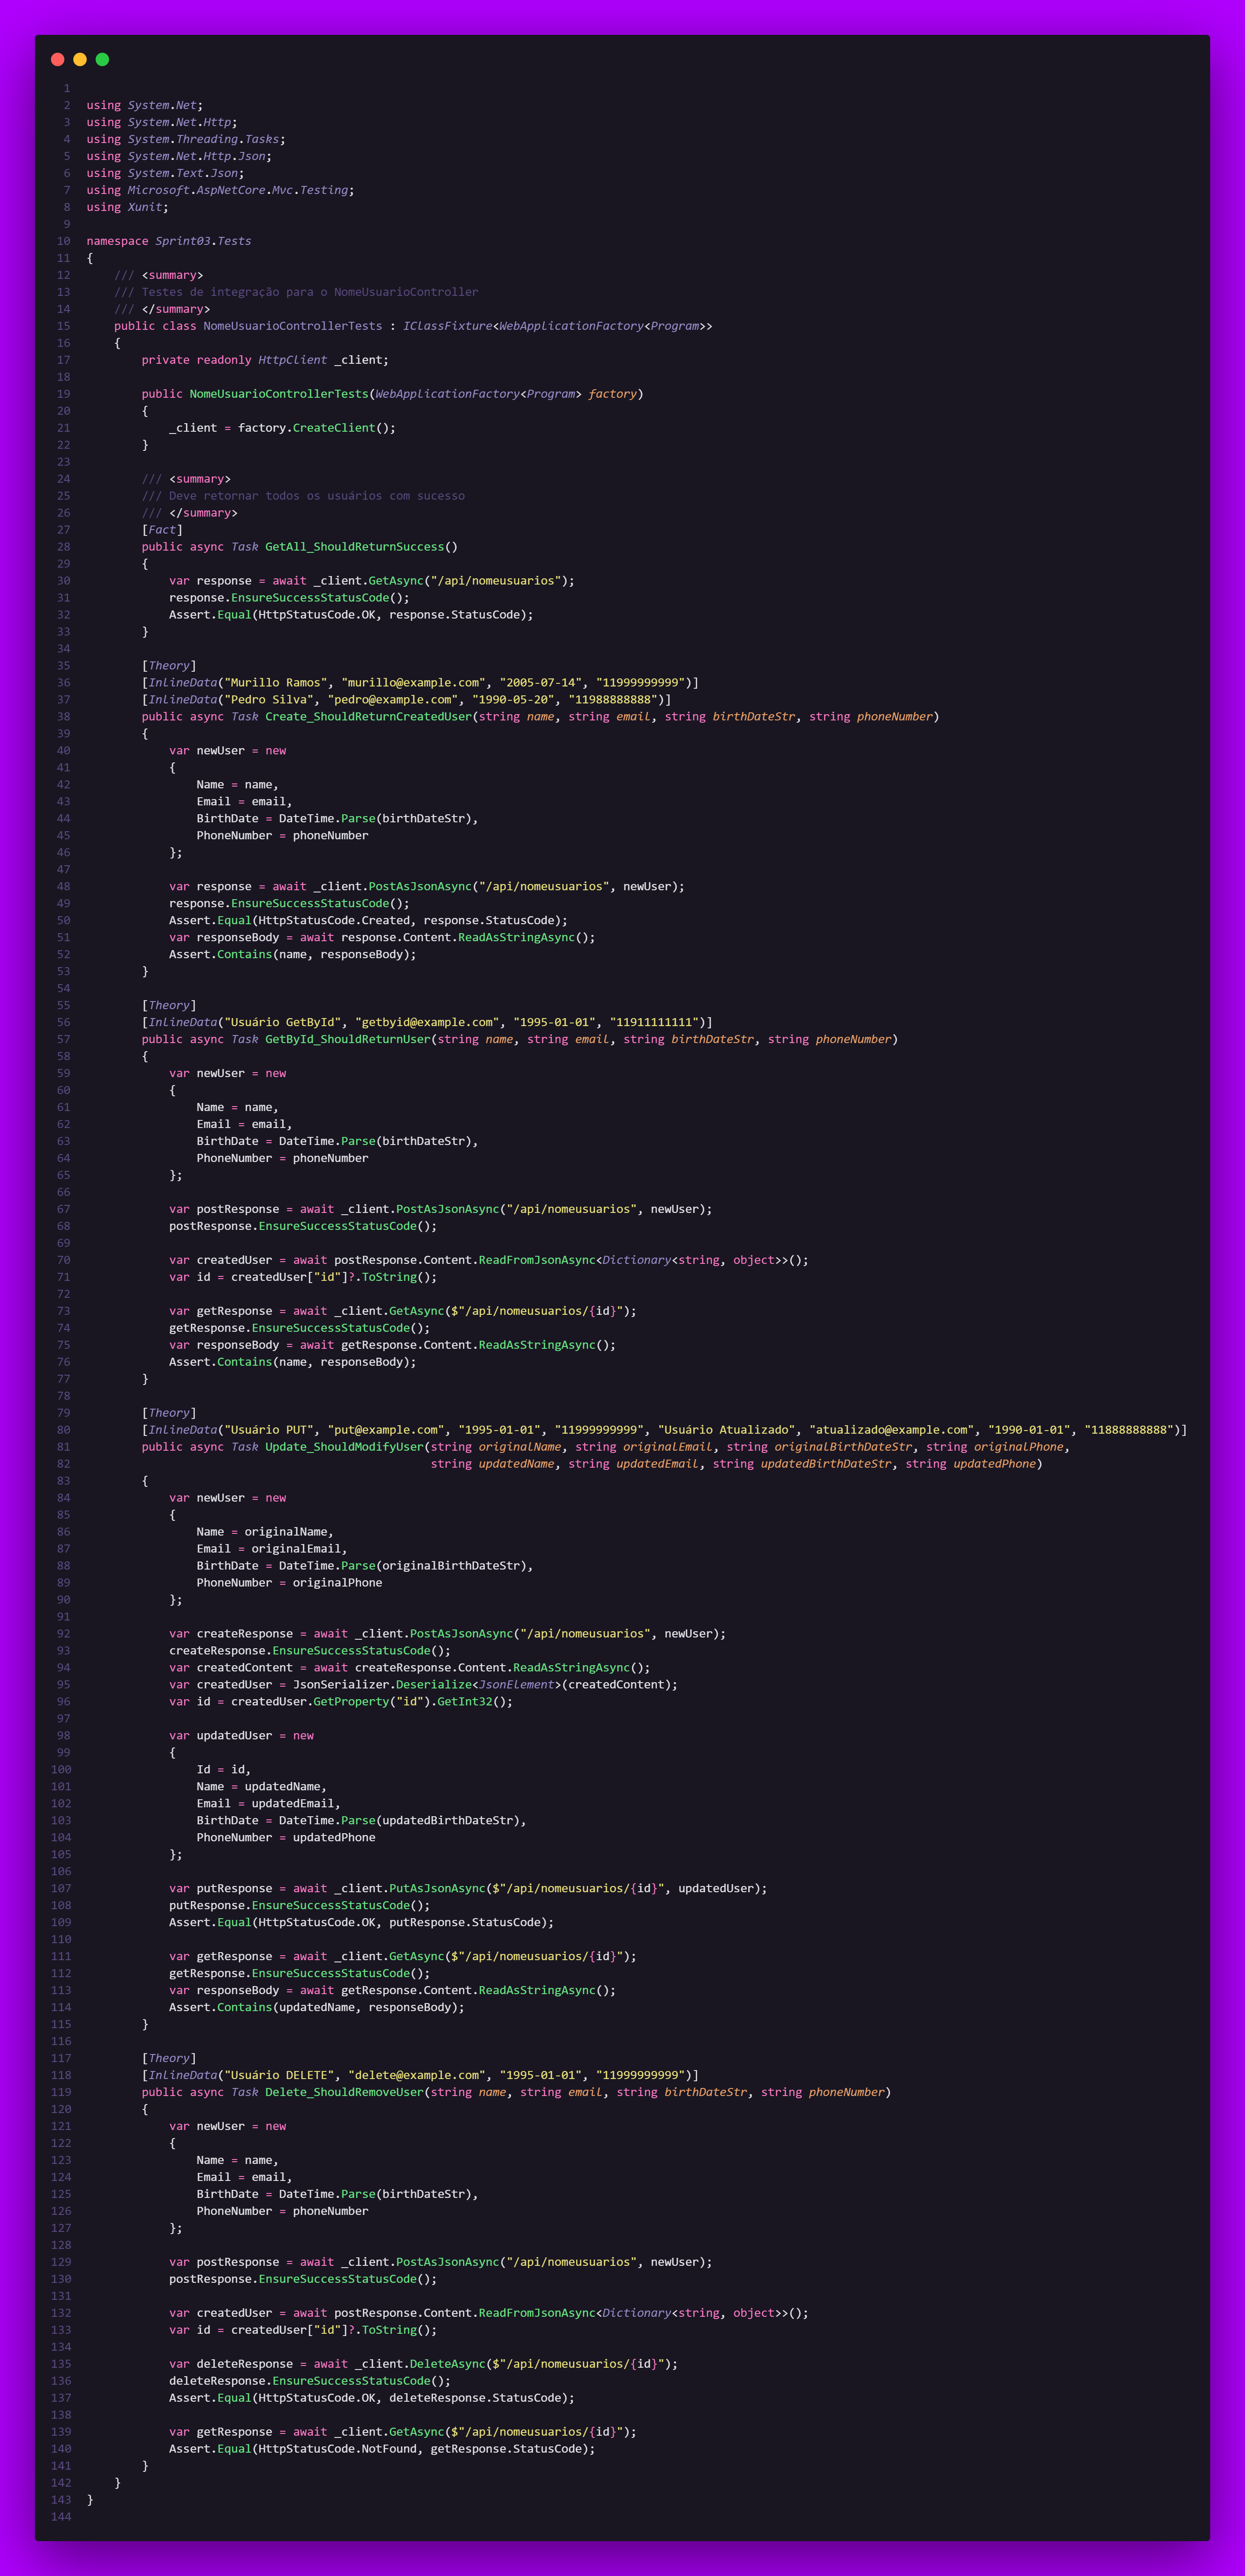 1
2 using System.Net;
3 using System.Net.Http;
4 using System.Threading.Tasks;
5 using System.Net.Http.Json;
6 using System.Text.Json;
7 using Microsoft.AspNetCore.Mvc.Testing;
8 using Xunit;
9
10 namespace Sprint03.Tests
11 {
12     /// <summary>
13     /// Testes de integração para o NomeUsuarioController
14     /// </summary>
15     public class NomeUsuarioControllerTests : IClassFixture<WebApplicationFactory<Program>>
16     {
17         private readonly HttpClient _client;
18
19         public NomeUsuarioControllerTests(WebApplicationFactory<Program> factory)
20         {
21             _client = factory.CreateClient();
22         }
23
24         /// <summary>
25         /// Deve retornar todos os usuários com sucesso
26         /// </summary>
27         [Fact]
28         public async Task GetAll_ShouldReturnSuccess()
29         {
30             var response = await _client.GetAsync("/api/nomeusuarios");
31             response.EnsureSuccessStatusCode();
32             Assert.Equal(HttpStatusCode.OK, response.StatusCode);
33         }
34
35         [Theory]
36         [InlineData("Murillo Ramos", "murillo@example.com", "2005-07-14", "11999999999")]
37         [InlineData("Pedro Silva", "pedro@example.com", "1990-05-20", "11988888888")]
38         public async Task Create_ShouldReturnCreatedUser(string name, string email, string birthDateStr, string phoneNumber)
39         {
40             var newUser = new
41             {
42                 Name = name,
43                 Email = email,
44                 BirthDate = DateTime.Parse(birthDateStr),
45                 PhoneNumber = phoneNumber
46             };
47
48             var response = await _client.PostAsJsonAsync("/api/nomeusuarios", newUser);
49             response.EnsureSuccessStatusCode();
50             Assert.Equal(HttpStatusCode.Created, response.StatusCode);
51             var responseBody = await response.Content.ReadAsStringAsync();
52             Assert.Contains(name, responseBody);
53         }
54
55         [Theory]
56         [InlineData("Usuário GetById", "getbyid@example.com", "1995-01-01", "11911111111")]
57         public async Task GetById_ShouldReturnUser(string name, string email, string birthDateStr, string phoneNumber)
58         {
59             var newUser = new
60             {
61                 Name = name,
62                 Email = email,
63                 BirthDate = DateTime.Parse(birthDateStr),
64                 PhoneNumber = phoneNumber
65             };
66
67             var postResponse = await _client.PostAsJsonAsync("/api/nomeusuarios", newUser);
68             postResponse.EnsureSuccessStatusCode();
69
70             var createdUser = await postResponse.Content.ReadFromJsonAsync<Dictionary<string, object>>();
71             var id = createdUser["id"]?.ToString();
72
73             var getResponse = await _client.GetAsync($"/api/nomeusuarios/{id}");
74             getResponse.EnsureSuccessStatusCode();
75             var responseBody = await getResponse.Content.ReadAsStringAsync();
76             Assert.Contains(name, responseBody);
77         }
78
79         [Theory]
80         [InlineData("Usuário PUT", "put@example.com", "1995-01-01", "11999999999", "Usuário Atualizado", "atualizado@example.com", "1990-01-01", "11888888888")]
81         public async Task Update_ShouldModifyUser(string originalName, string originalEmail, string originalBirthDateStr, string originalPhone,
82                                                   string updatedName, string updatedEmail, string updatedBirthDateStr, string updatedPhone)
83         {
84             var newUser = new
85             {
86                 Name = originalName,
87                 Email = originalEmail,
88                 BirthDate = DateTime.Parse(originalBirthDateStr),
89                 PhoneNumber = originalPhone
90             };
91
92             var createResponse = await _client.PostAsJsonAsync("/api/nomeusuarios", newUser);
93             createResponse.EnsureSuccessStatusCode();
94             var createdContent = await createResponse.Content.ReadAsStringAsync();
95             var createdUser = JsonSerializer.Deserialize<JsonElement>(createdContent);
96             var id = createdUser.GetProperty("id").GetInt32();
97
98             var updatedUser = new
99             {
100                 Id = id,
101                 Name = updatedName,
102                 Email = updatedEmail,
103                 BirthDate = DateTime.Parse(updatedBirthDateStr),
104                 PhoneNumber = updatedPhone
105             };
106
107             var putResponse = await _client.PutAsJsonAsync($"/api/nomeusuarios/{id}", updatedUser);
108             putResponse.EnsureSuccessStatusCode();
109             Assert.Equal(HttpStatusCode.OK, putResponse.StatusCode);
110
111             var getResponse = await _client.GetAsync($"/api/nomeusuarios/{id}");
112             getResponse.EnsureSuccessStatusCode();
113             var responseBody = await getResponse.Content.ReadAsStringAsync();
114             Assert.Contains(updatedName, responseBody);
115         }
116
117         [Theory]
118         [InlineData("Usuário DELETE", "delete@example.com", "1995-01-01", "11999999999")]
119         public async Task Delete_ShouldRemoveUser(string name, string email, string birthDateStr, string phoneNumber)
120         {
121             var newUser = new
122             {
123                 Name = name,
124                 Email = email,
125                 BirthDate = DateTime.Parse(birthDateStr),
126                 PhoneNumber = phoneNumber
127             };
128
129             var postResponse = await _client.PostAsJsonAsync("/api/nomeusuarios", newUser);
130             postResponse.EnsureSuccessStatusCode();
131
132             var createdUser = await postResponse.Content.ReadFromJsonAsync<Dictionary<string, object>>();
133             var id = createdUser["id"]?.ToString();
134
135             var deleteResponse = await _client.DeleteAsync($"/api/nomeusuarios/{id}");
136             deleteResponse.EnsureSuccessStatusCode();
137             Assert.Equal(HttpStatusCode.OK, deleteResponse.StatusCode);
138
139             var getResponse = await _client.GetAsync($"/api/nomeusuarios/{id}");
140             Assert.Equal(HttpStatusCode.NotFound, getResponse.StatusCode);
141         }
142     }
143 }
144